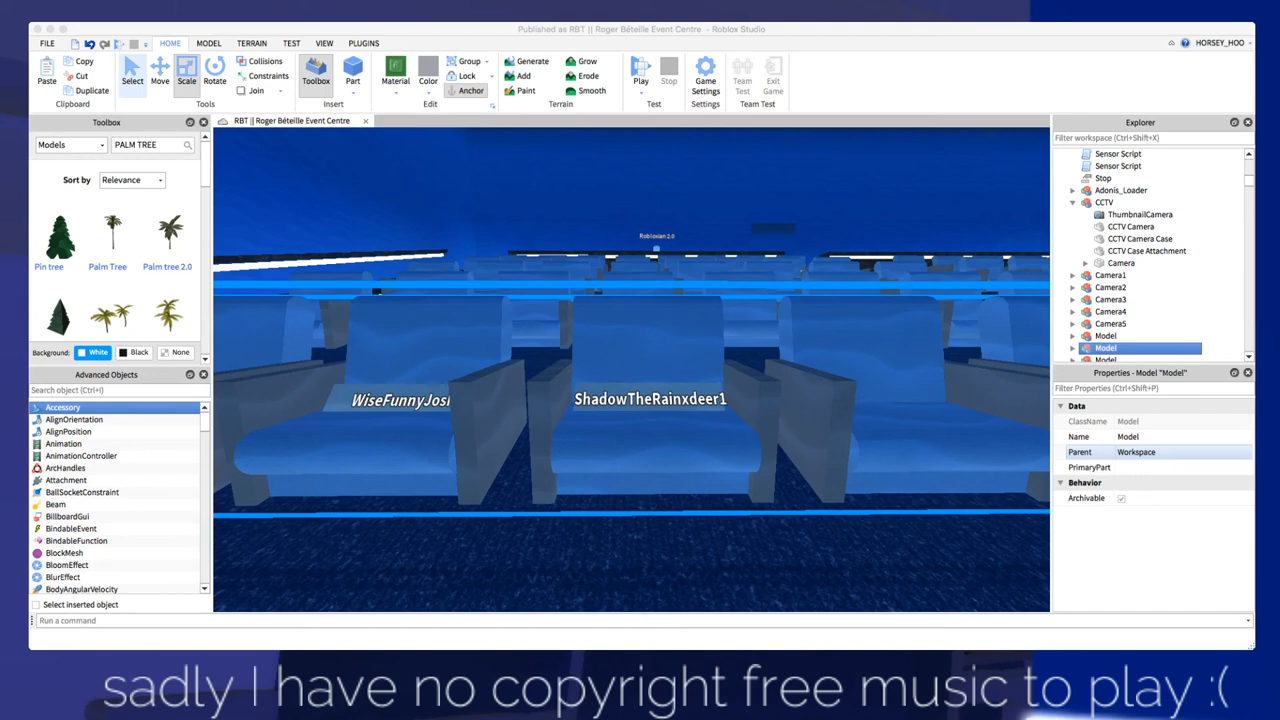 Published as RBT || Roger Béteille Event Centre - Roblox Studio
FILE HOME MODEL TERRAIN TEST VIEW PLUGINS HORSEY_HOO
Paste Copy Cut Duplicate
Clipboard
Select Move Scale Rotate Collisions Constraints Join
Tools
Toolbox Part
Insert
Material Color Group Lock Anchor
Edit
Generate Grow Add Erode Paint Smooth
Terrain
Play Stop
Test
Game Settings
Settings
Team Test Exit Game
Team Test
Toolbox
Models PALM TREE
Sort by Relevance
Pin tree Palm Tree Palm tree 2.0
Background: White Black None
Advanced Objects
Search object (Ctrl+I)
Accessory
AlignOrientation
AlignPosition
Animation
AnimationController
ArcHandles
Attachment
BallSocketConstraint
Beam
BillboardGui
BindableEvent
BindableFunction
BlockMesh
BloomEffect
BlurEffect
BodyAngularVelocity
Select inserted object
Run a command
RBT || Roger Béteille Event Centre
Robloxian 2.0
WiseFunnyJosl
ShadowTheRainxdeer1
Explorer
Filter workspace (Ctrl+Shift+X)
Sensor Script
Sensor Script
Stop
Adonis_Loader
CCTV
ThumbnailCamera
CCTV Camera
CCTV Camera Case
CCTV Case Attachment
Camera
Camera1
Camera2
Camera3
Camera4
Camera5
Model
Model
Model
Properties - Model "Model"
Filter Properties (Ctrl+Shift+P)
Data
ClassName Model
Name Model
Parent Workspace
PrimaryPart
Behavior
Archivable
sadly I have no copyright free music to play :(